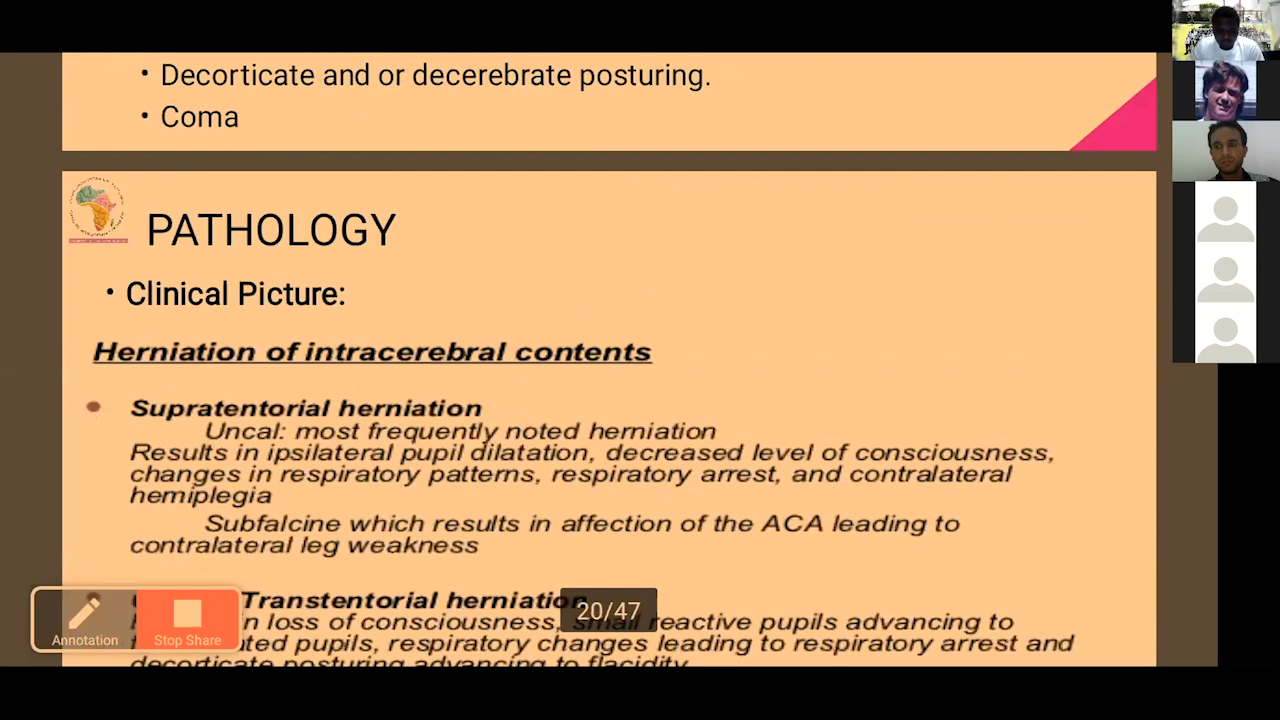 • Decorticate and or decerebrate posturing.
• Coma
PATHOLOGY
• Clinical Picture:
Herniation of intracerebral contents
Supratentorial herniation
Uncal: most frequently noted herniation
Results in ipsilateral pupil dilatation, decreased level of consciousness,
changes in respiratory patterns, respiratory arrest, and contralateral
hemiplegia
Subfalcine which results in affection of the ACA leading to
contralateral leg weakness
Transtentorial herniation
in loss of consciousness, small reactive pupils advancing to
pupils, respiratory changes leading to respiratory arrest and
decorticate posturing advancing to flacidity
Annotation
Stop Share
20/47